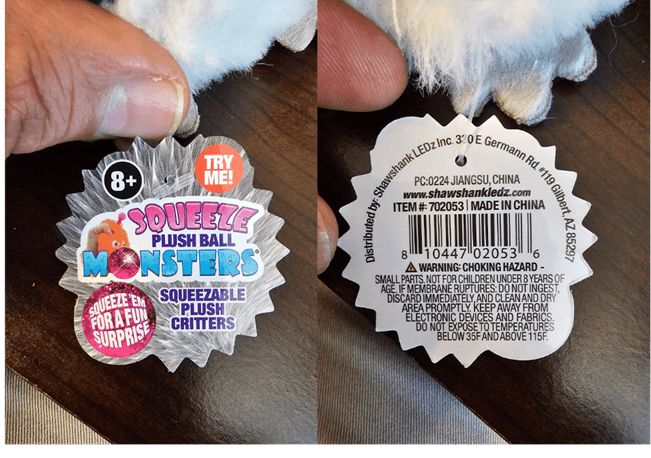 8+
TRY
ME!
SQUEEZE
PLUSH BALL
MONSTERS
SQUEEZE 'EM
FOR A FUN
SURPRISE
SQUEEZABLE
PLUSH
CRITTERS
Distributed by: Shawshank LEDz Inc. 330 E Germann Rd. #119 Gilbert, AZ 85297
PC:0224 JIANGSU, CHINA
www.shawshankledz.com
ITEM #: 702053 | MADE IN CHINA
8 10447 02053 6
WARNING: CHOKING HAZARD -
SMALL PARTS. NOT FOR CHILDREN UNDER 8 YEARS OF
AGE. IF MEMBRANE RUPTURES: DO NOT INGEST,
DISCARD IMMEDIATELY, AND CLEAN AND DRY
AREA PROMPTLY. KEEP AWAY FROM
ELECTRONIC DEVICES AND FABRICS.
DO NOT EXPOSE TO TEMPERATURES
BELOW 35F AND ABOVE 115F.